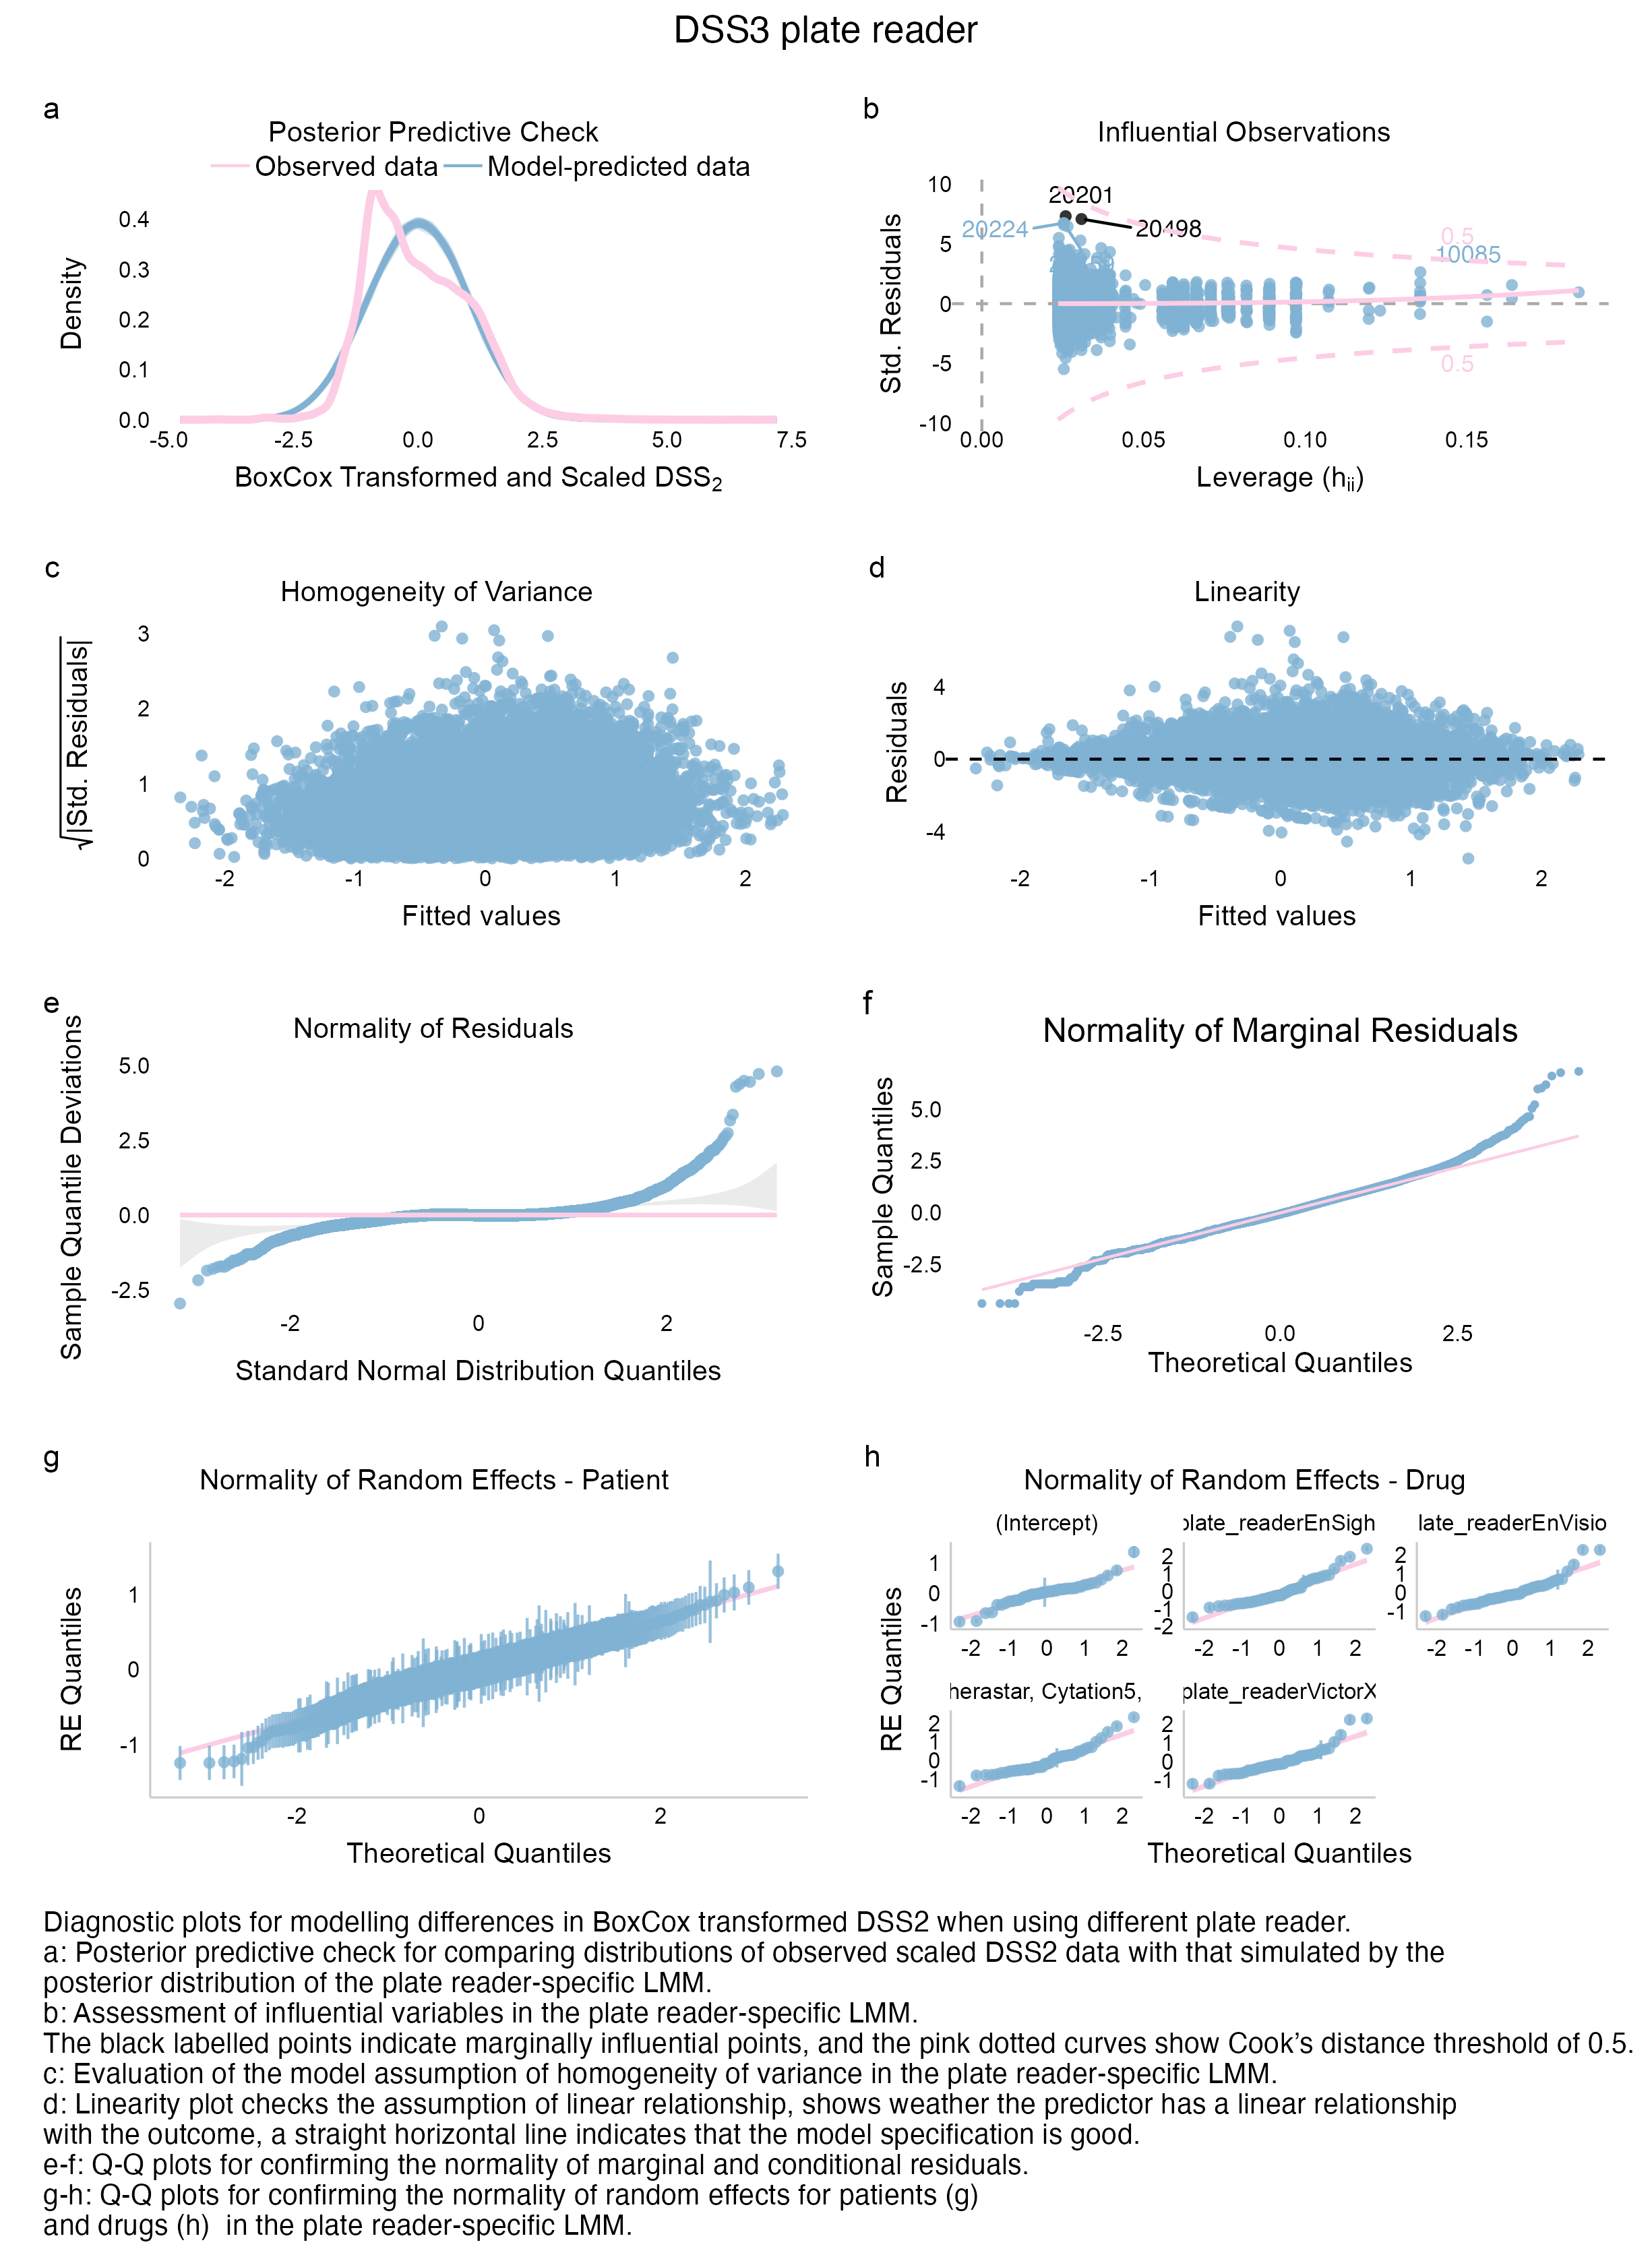 DSS3 plate reader
a
Posterior Predictive Check
Observed data
Model-predicted data
Density
0.4
0.3
0.2
0.1
0.0
-5.0 -2.5 0.0 2.5 5.0 7.5
BoxCox Transformed and Scaled DSS₂
b
Influential Observations
Std. Residuals
10
5
0
-5
-10
20201
20224
20498
10085
0.5
0.5
0.00 0.05 0.10 0.15
Leverage (hᵢᵢ)
c
Homogeneity of Variance
√|Std. Residuals|
3
2
1
0
-2 -1 0 1 2
Fitted values
d
Linearity
Residuals
4
0
-4
-2 -1 0 1 2
Fitted values
e
Normality of Residuals
Sample Quantile Deviations
5.0
2.5
0.0
-2.5
-2 0 2
Standard Normal Distribution Quantiles
f
Normality of Marginal Residuals
Sample Quantiles
5.0
2.5
0.0
-2.5
-2.5 0.0 2.5
Theoretical Quantiles
g
Normality of Random Effects - Patient
RE Quantiles
1
0
-1
-2 0 2
Theoretical Quantiles
h
Normality of Random Effects - Drug
RE Quantiles
(Intercept)
1
0
-1
-2 -1 0 1 2
plate_readerEnSigh
2
1
0
-1
-2
-2 -1 0 1 2
late_readerEnVisio
2
1
0
-1
-2 -1 0 1 2
herastar, Cytation5,
2
1
0
-1
-2 -1 0 1 2
plate_readerVictorX
2
1
0
-1
-2 -1 0 1 2
Theoretical Quantiles
Diagnostic plots for modelling differences in BoxCox transformed DSS2 when using different plate reader.
a: Posterior predictive check for comparing distributions of observed scaled DSS2 data with that simulated by the
posterior distribution of the plate reader-specific LMM.
b: Assessment of influential variables in the plate reader-specific LMM.
The black labelled points indicate marginally influential points, and the pink dotted curves show Cook's distance threshold of 0.5.
c: Evaluation of the model assumption of homogeneity of variance in the plate reader-specific LMM.
d: Linearity plot checks the assumption of linear relationship, shows weather the predictor has a linear relationship
with the outcome, a straight horizontal line indicates that the model specification is good.
e-f: Q-Q plots for confirming the normality of marginal and conditional residuals.
g-h: Q-Q plots for confirming the normality of random effects for patients (g)
and drugs (h) in the plate reader-specific LMM.